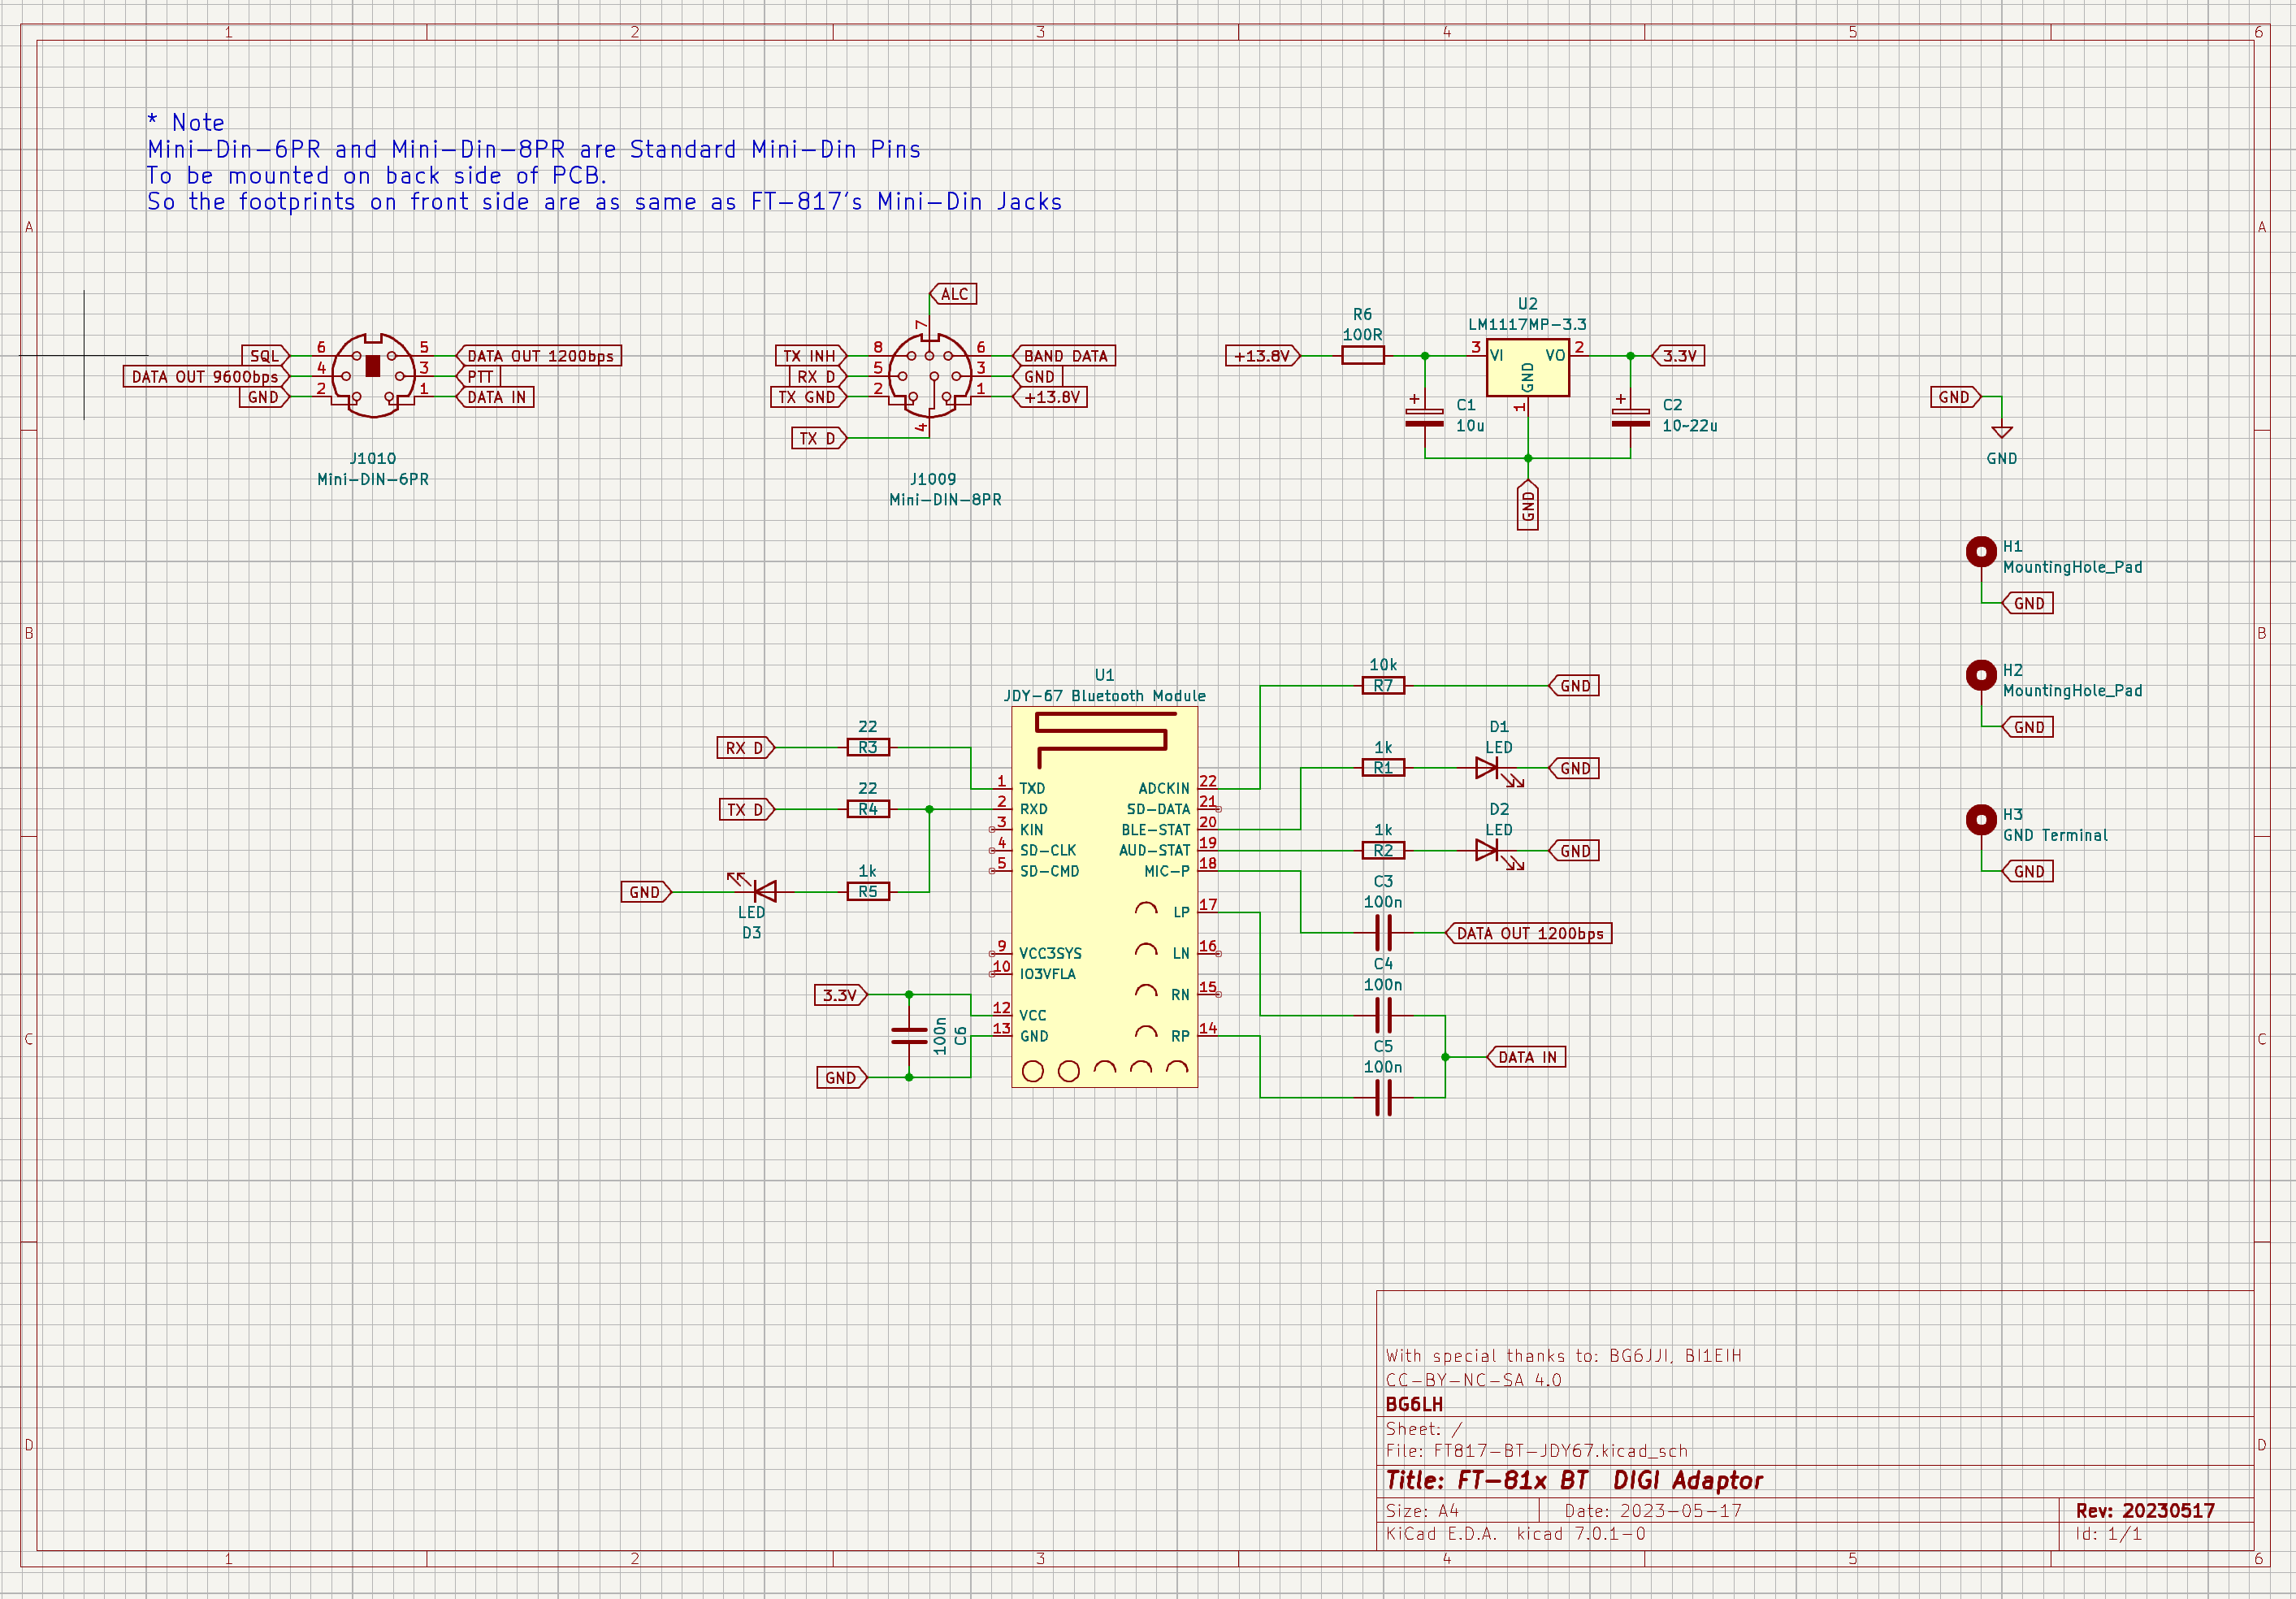 1 2 3 4 5 6
* Note
Mini-Din-6PR and Mini-Din-8PR are Standard Mini-Din Pins
To be mounted on back side of PCB.
So the footprints on front side are as same as FT-817's Mini-Din Jacks
A A
SQL 6 5 DATA OUT 1200bps
DATA OUT 9600bps 4 3 PTT
GND 2 1 DATA IN
J1010
Mini-DIN-6PR
ALC
7
TX INH 8 6 BAND DATA
RX D 5 3 GND
TX GND 2 1 +13.8V
TX D 4
J1009
Mini-DIN-8PR
R6
100R
+13.8V
U2
LM1117MP-3.3
3 VI VO 2
GND
1
3.3V
+ C1
10u
+ C2
10~22u
GND
GND
GND
H1
MountingHole_Pad
GND
B B
H2
MountingHole_Pad
GND
H3
GND Terminal
GND
U1
JDY-67 Bluetooth Module
10k
R7 GND
22
RX D R3
22
TX D R4
1k
GND R5
LED
D3
1 TXD
2 RXD
3 KIN
4 SD-CLK
5 SD-CMD
9 VCC3SYS
10 IO3VFLA
12 VCC
13 GND
3.3V
100n
C6
GND
ADCKIN 22
SD-DATA 21
BLE-STAT 20
AUD-STAT 19
MIC-P 18
LP 17
LN 16
RN 15
RP 14
D1
1k LED
R1 GND
D2
1k LED
R2 GND
C3
100n
DATA OUT 1200bps
C4
100n
C5
100n
DATA IN
C C
D D
With special thanks to: BG6JJI, BI1EIH
CC-BY-NC-SA 4.0
BG6LH
Sheet: /
File: FT817-BT-JDY67.kicad_sch
Title: FT-81x BT  DIGI Adaptor
Size: A4 Date: 2023-05-17 Rev: 20230517
KiCad E.D.A.  kicad 7.0.1-0 Id: 1/1
1 2 3 4 5 6